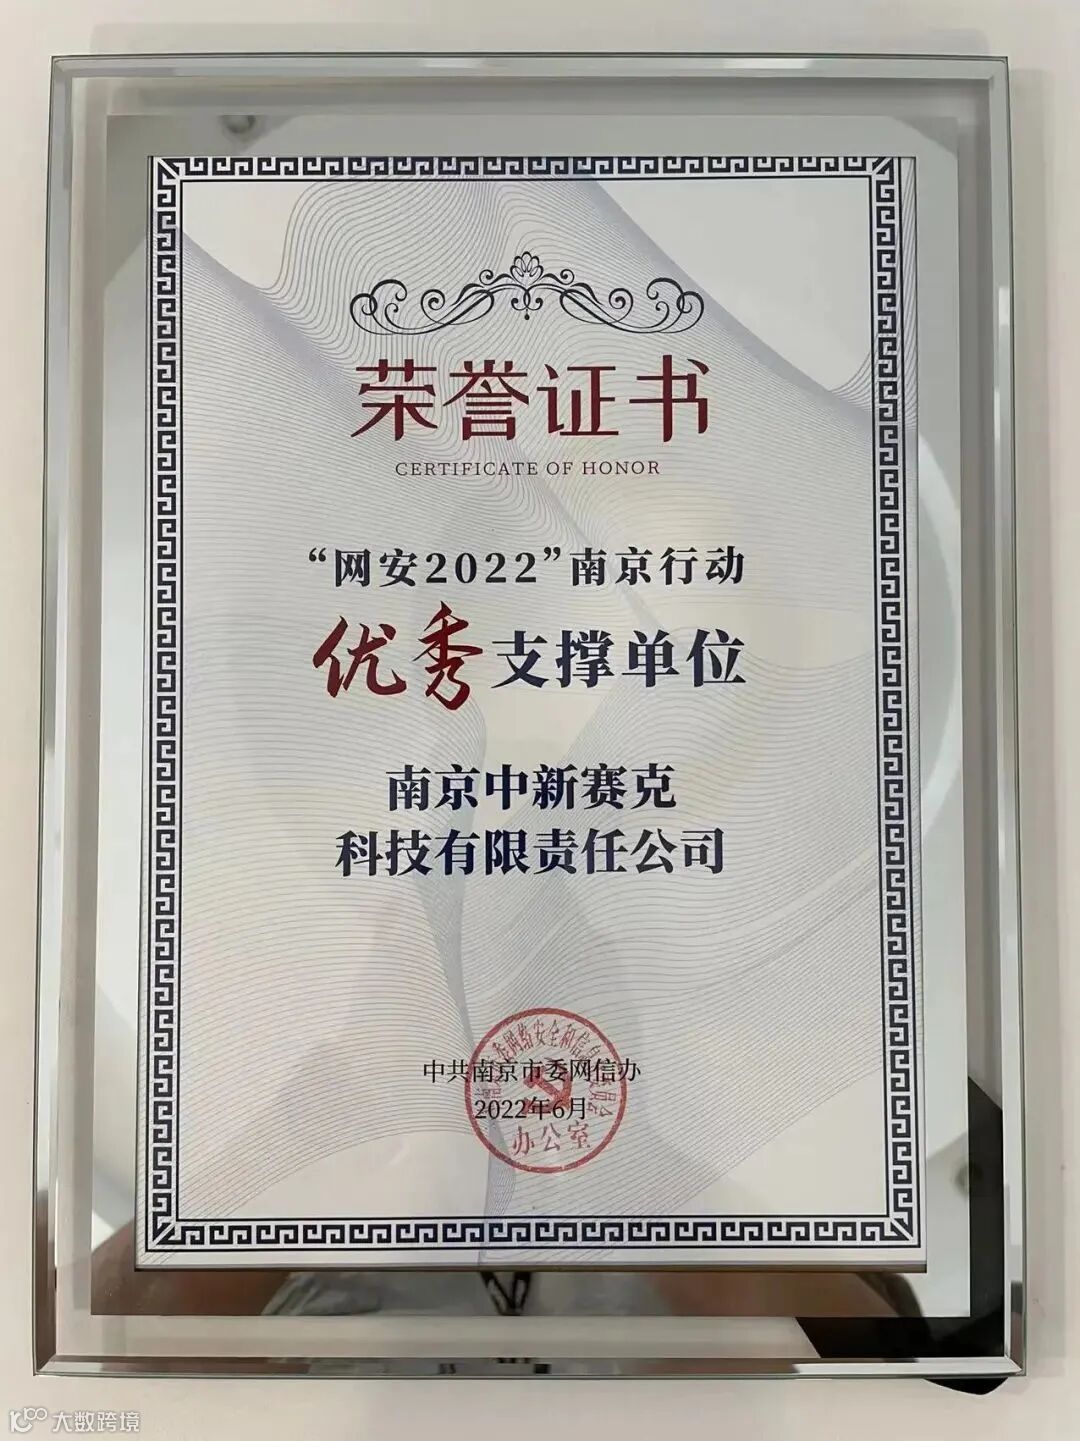 荣誉证书
CERTIFICATE OF HONOR
“网安2022”南京行动
优秀支撑单位
南京中新赛克
科技有限责任公司
中共南京市委网信办
2022年6月
办公室
大数跨境